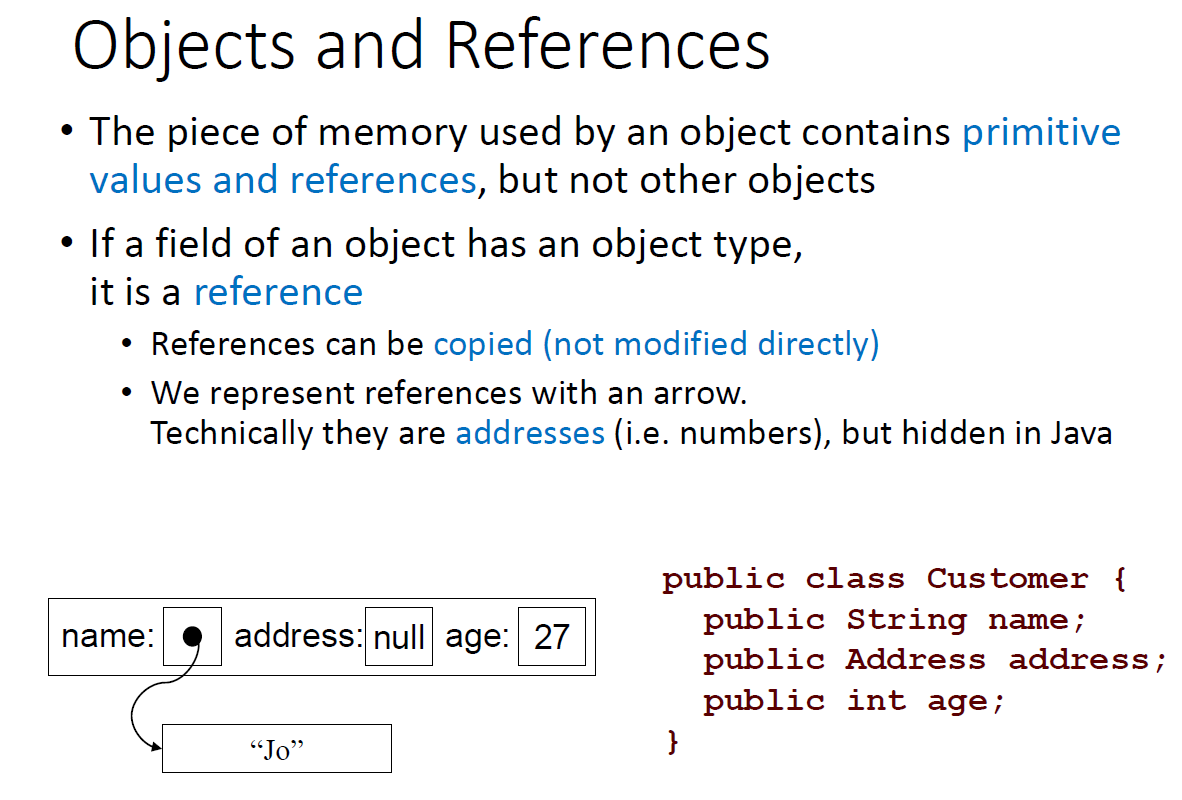 Objects and References
• The piece of memory used by an object contains primitive
values and references, but not other objects
• If a field of an object has an object type,
it is a reference
• References can be copied (not modified directly)
• We represent references with an arrow.
Technically they are addresses (i.e. numbers), but hidden in Java
name: address: null age: 27
“Jo”
public class Customer {
public String name;
public Address address;
public int age;
}